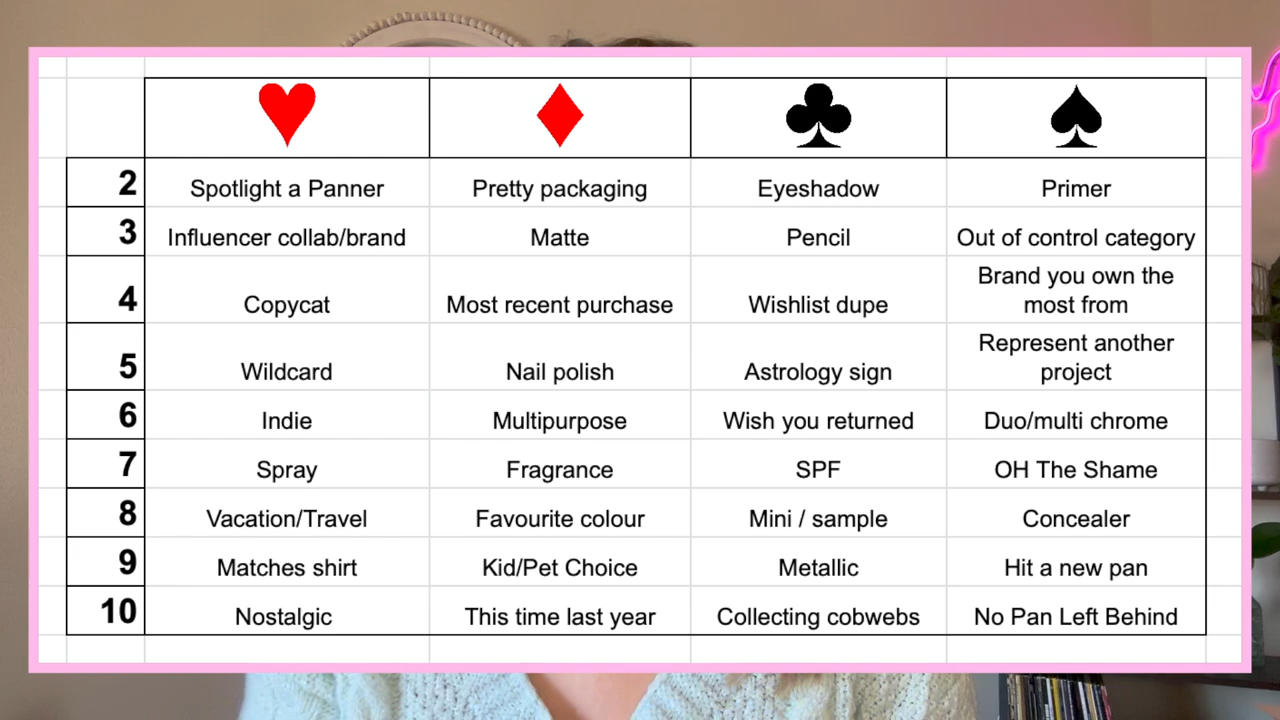 2 Spotlight a Panner Pretty packaging Eyeshadow Primer
3 Influencer collab/brand Matte Pencil Out of control category
4 Copycat Most recent purchase Wishlist dupe Brand you own the
most from
5 Wildcard Nail polish Astrology sign Represent another
project
6 Indie Multipurpose Wish you returned Duo/multi chrome
7 Spray Fragrance SPF OH The Shame
8 Vacation/Travel Favourite colour Mini / sample Concealer
9 Matches shirt Kid/Pet Choice Metallic Hit a new pan
10 Nostalgic This time last year Collecting cobwebs No Pan Left Behind